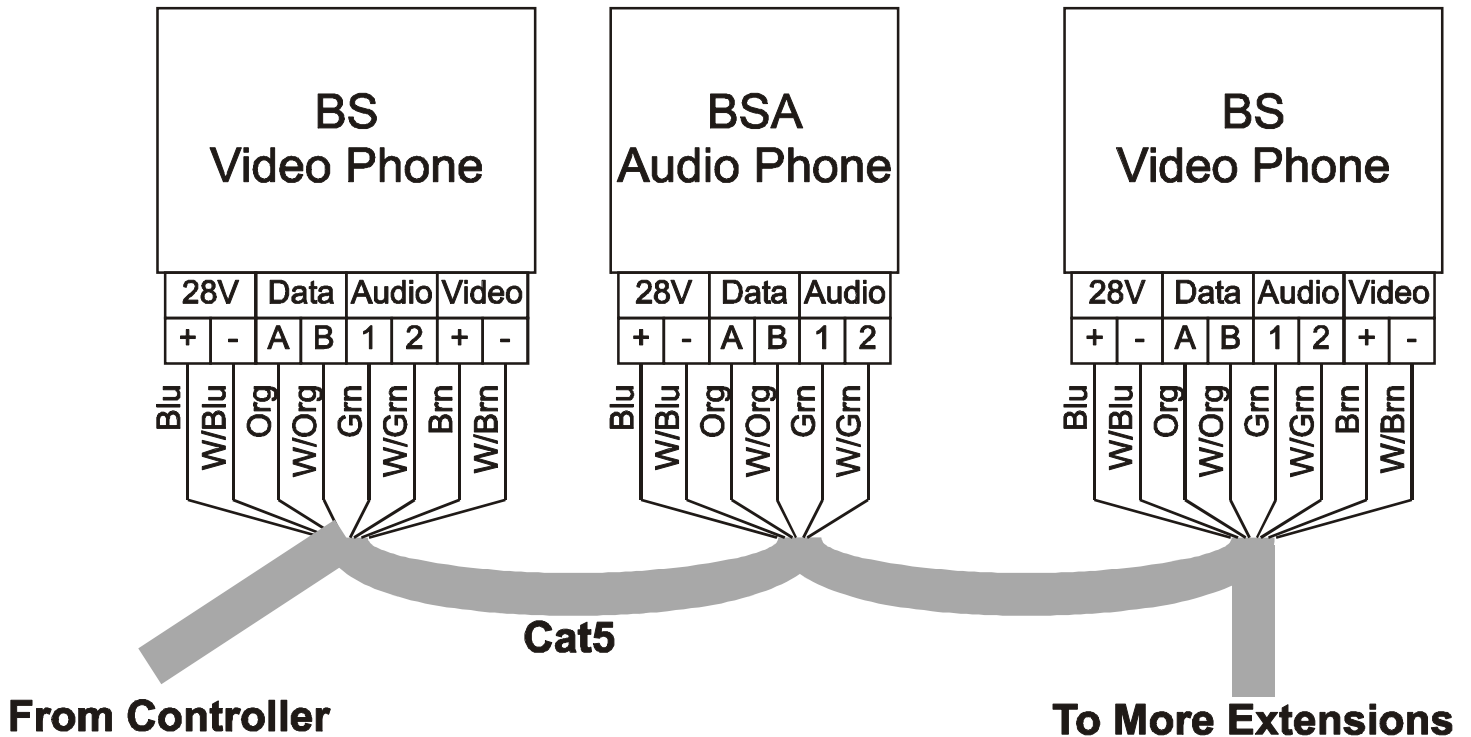 BS
Video Phone
28V Data Audio Video
+ - A B 1 2 + -
Blu W/Blu Org W/Org Grn W/Grn Brn W/Brn
BSA
Audio Phone
28V Data Audio
+ - A B 1 2
Blu W/Blu Org W/Org Grn W/Grn
BS
Video Phone
28V Data Audio Video
+ - A B 1 2 + -
Blu W/Blu Org W/Org Grn W/Grn Brn W/Brn
Cat5
From Controller
To More Extensions